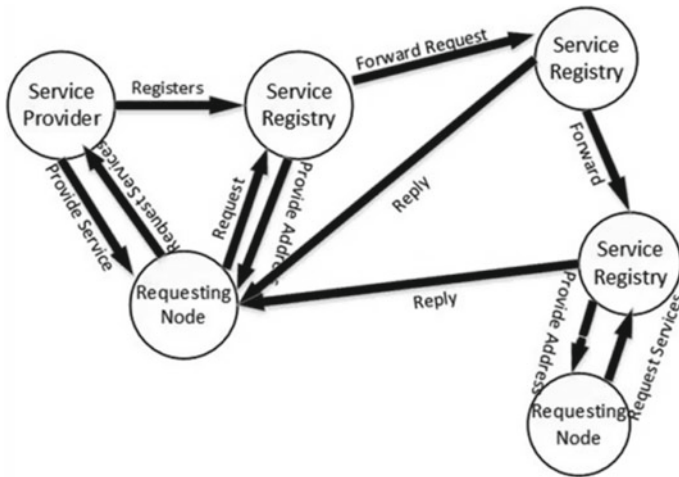 Service
Provider
Registers
Service
Registry
Forward Request
Service
Registry
Provide Service
Request Services
Request
Provide Addres
Reply
Forward
Requesting
Node
Reply
Service
Registry
Provide Address
Request Services
Requesting
Node